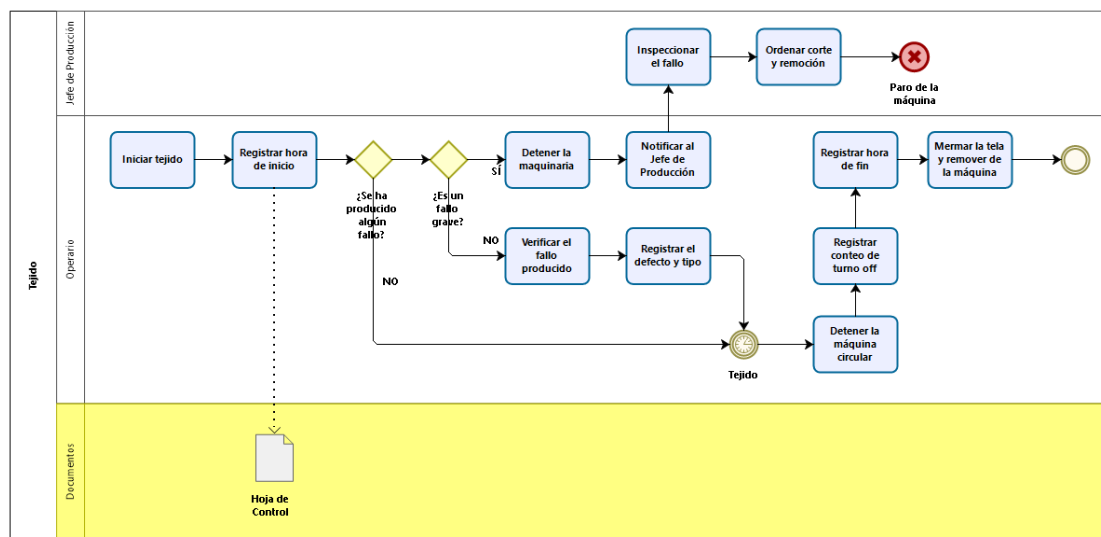 Tejido
Jefe de Producción
Inspeccionar
el fallo
Ordenar corte
y remoción
Paro de la
máquina
Operario
Iniciar tejido
Registrar hora
de inicio
¿Se ha
producido
algún
fallo?
¿Es un
fallo
grave?
SÍ
Detener la
maquinaria
Notificar al
Jefe de
Producción
Registrar hora
de fin
Mermar la tela
y remover de
la máquina
NO
Verificar el
fallo
producido
Registrar el
defecto y tipo
Registrar
conteo de
turno off
NO
Tejido
Detener la
máquina
circular
Documentos
Hoja de
Control